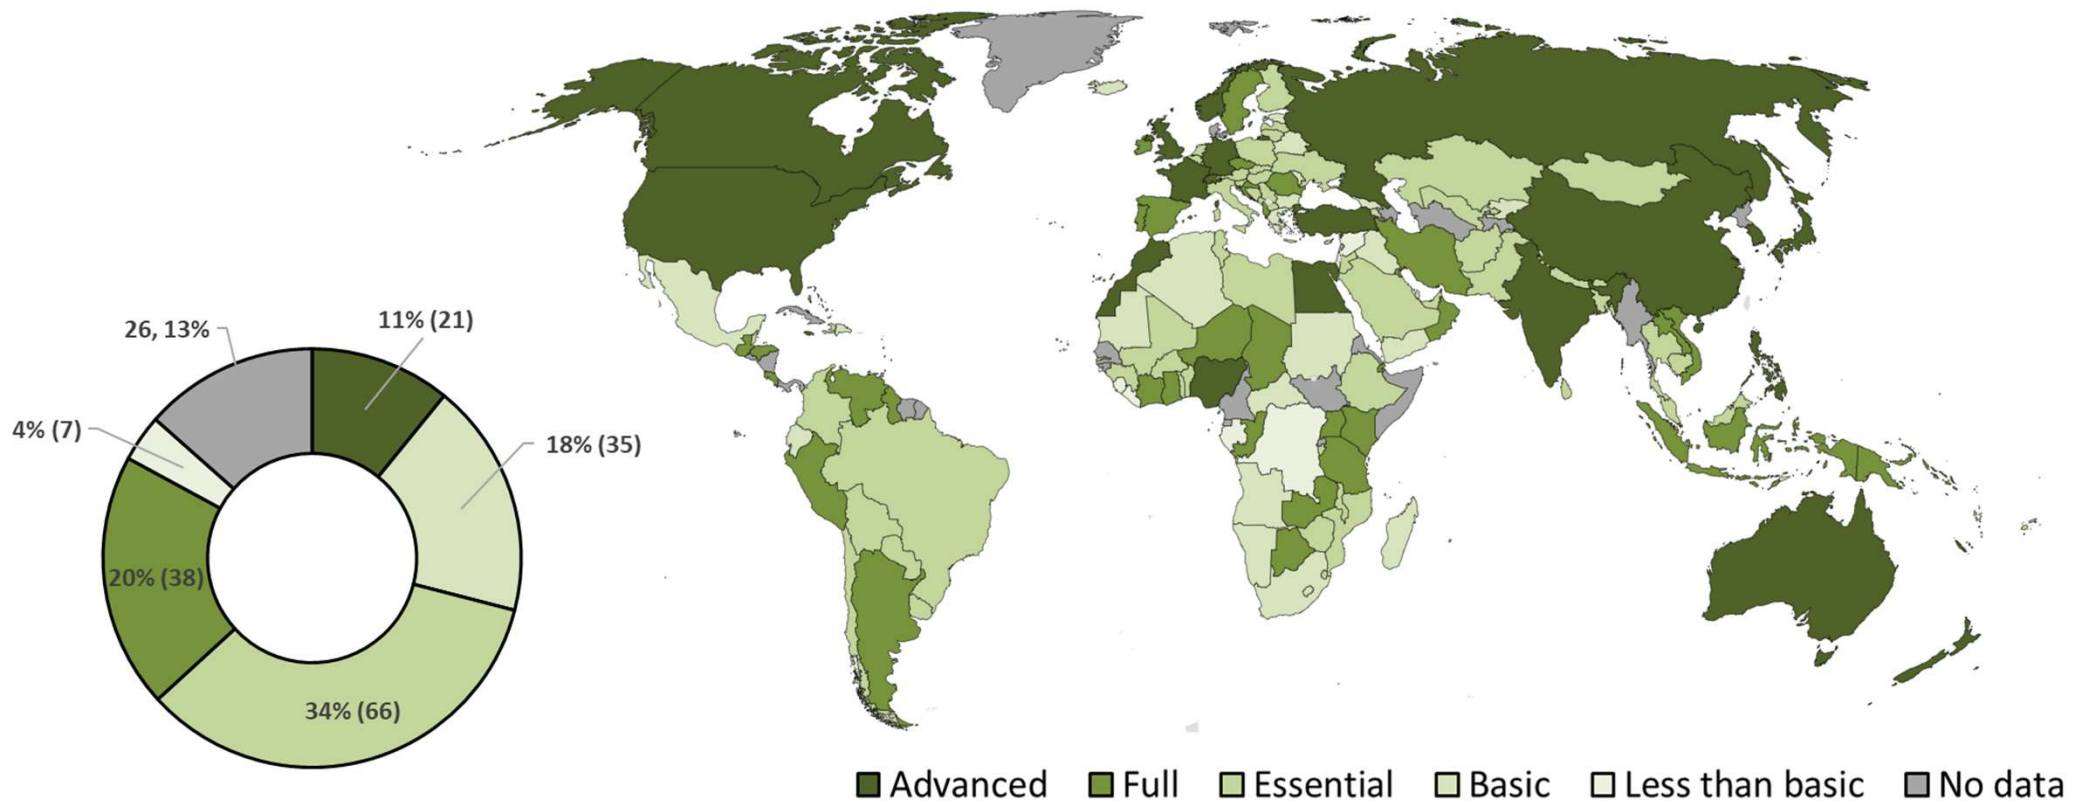 11% (21)
26, 13%
4% (7)
18% (35)
20% (38)
34% (66)
Advanced
Full
Essential
Basic
Less than basic
No data